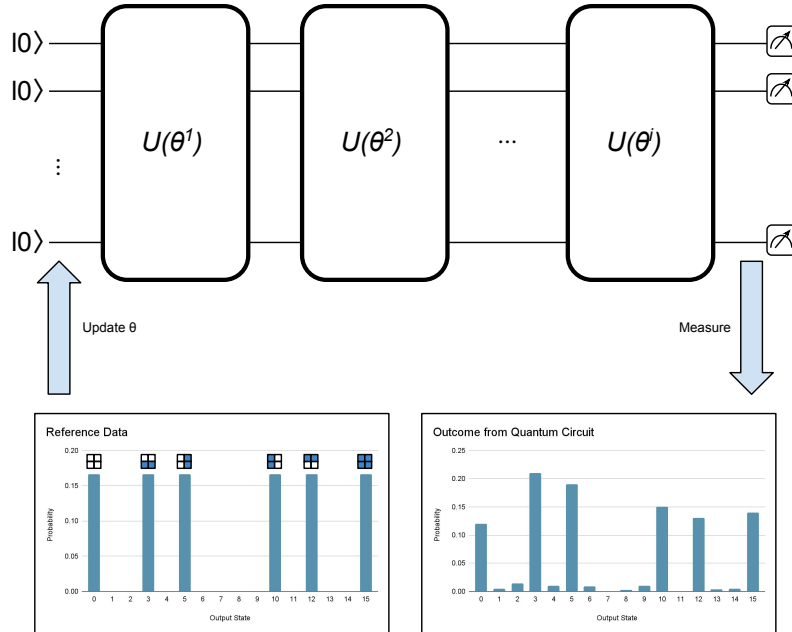 |0⟩
|0⟩
⋮
|0⟩
U(θ¹)
U(θ²)
...
U(θⁱ)
Update θ
Measure
Reference Data
Probability
0.20
0.15
0.10
0.05
0.00
0 1 2 3 4 5 6 7 8 9 10 11 12 13 14 15
Output State
Outcome from Quantum Circuit
Probability
0.25
0.20
0.15
0.10
0.05
0.00
0 1 2 3 4 5 6 7 8 9 10 11 12 13 14 15
Output State